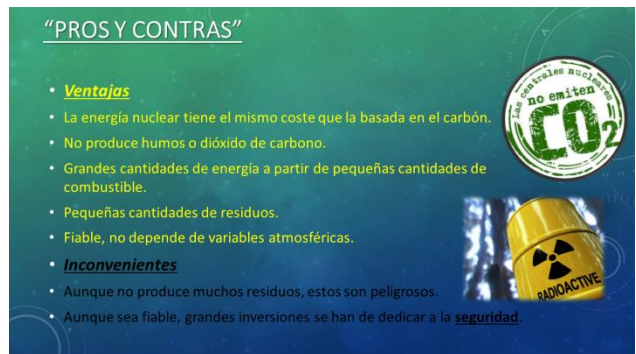 “PROS Y CONTRAS”
• Ventajas
• La energía nuclear tiene el mismo coste que la basada en el carbón.
• No produce humos o dióxido de carbono.
• Grandes cantidades de energía a partir de pequeñas cantidades de
combustible.
• Pequeñas cantidades de residuos.
• Fiable, no depende de variables atmosféricas.
• Inconvenientes
• Aunque no produce muchos residuos, estos son peligrosos.
• Aunque sea fiable, grandes inversiones se han de dedicar a la seguridad.
Las centrales nucleares
no emiten
CO2
RADIOACTIVE